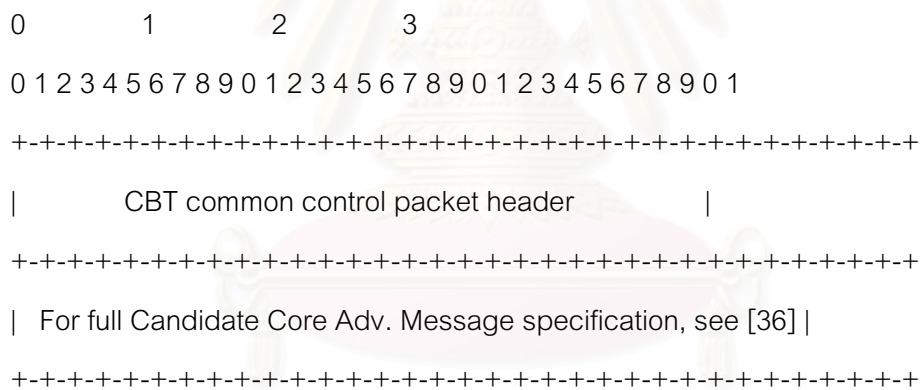 0 1 2 3
0 1 2 3 4 5 6 7 8 9 0 1 2 3 4 5 6 7 8 9 0 1 2 3 4 5 6 7 8 9 0 1
+-+-+-+-+-+-+-+-+-+-+-+-+-+-+-+-+-+-+-+-+-+-+-+-+-+-+-+-+-+-+-+-+
| CBT common control packet header |
+-+-+-+-+-+-+-+-+-+-+-+-+-+-+-+-+-+-+-+-+-+-+-+-+-+-+-+-+-+-+-+-+
| For full Candidate Core Adv. Message specification, see [36] |
+-+-+-+-+-+-+-+-+-+-+-+-+-+-+-+-+-+-+-+-+-+-+-+-+-+-+-+-+-+-+-+-+